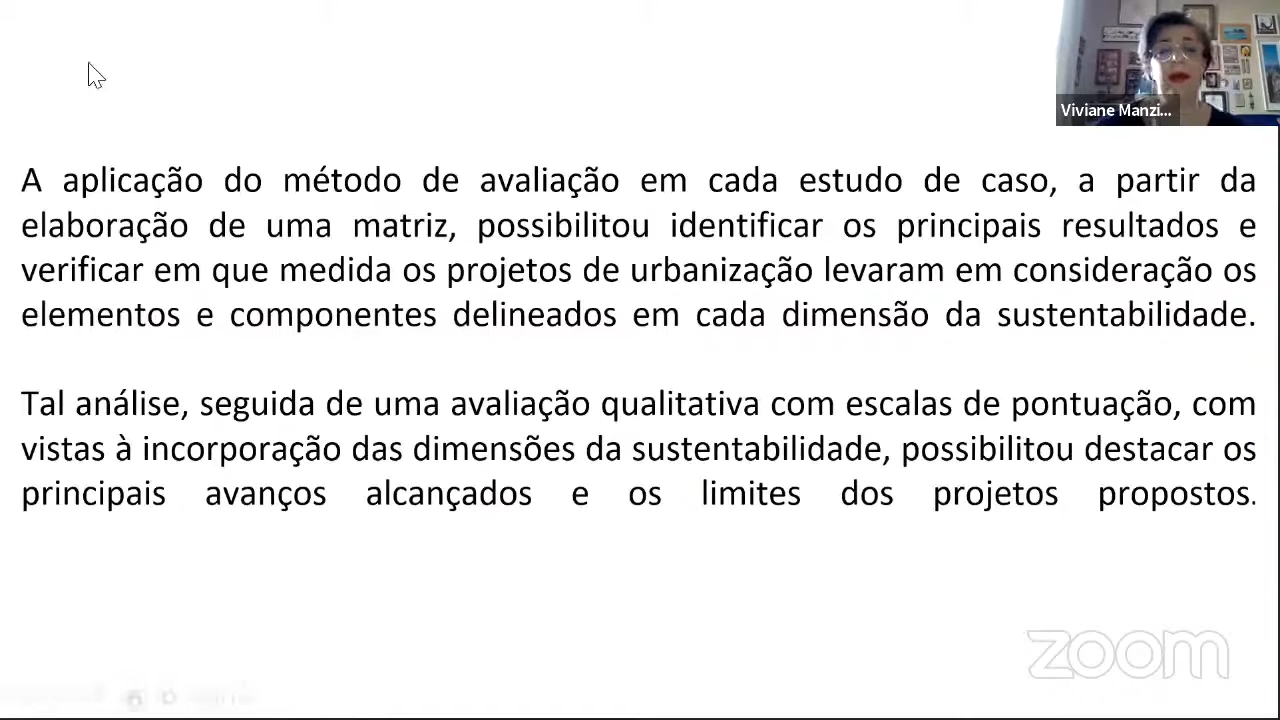 Viviane Manzi...
A aplicação do método de avaliação em cada estudo de caso, a partir da
elaboração de uma matriz, possibilitou identificar os principais resultados e
verificar em que medida os projetos de urbanização levaram em consideração os
elementos e componentes delineados em cada dimensão da sustentabilidade.
Tal análise, seguida de uma avaliação qualitativa com escalas de pontuação, com
vistas à incorporação das dimensões da sustentabilidade, possibilitou destacar os
principais avanços alcançados e os limites dos projetos propostos.
zoom